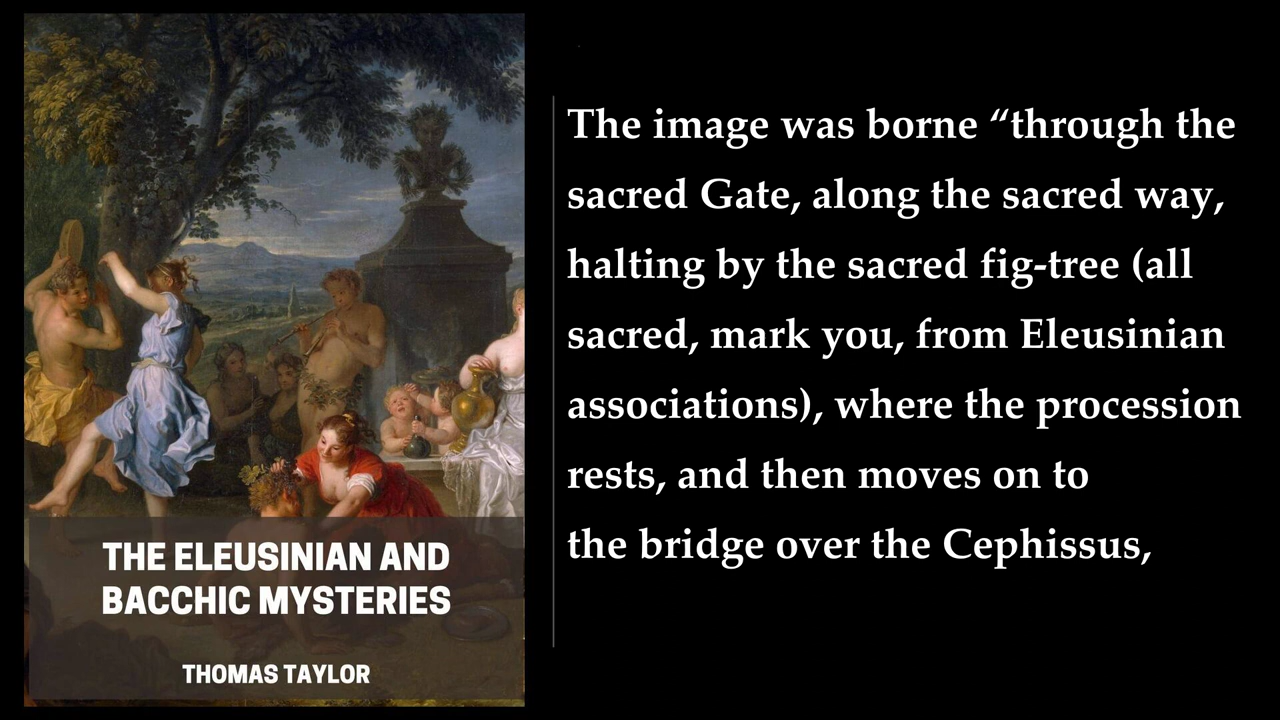 The image was borne “through the
sacred Gate, along the sacred way,
halting by the sacred fig-tree (all
sacred, mark you, from Eleusinian
associations), where the procession
rests, and then moves on to
the bridge over the Cephissus,
THE ELEUSINIAN AND
BACCHIC MYSTERIES
THOMAS TAYLOR